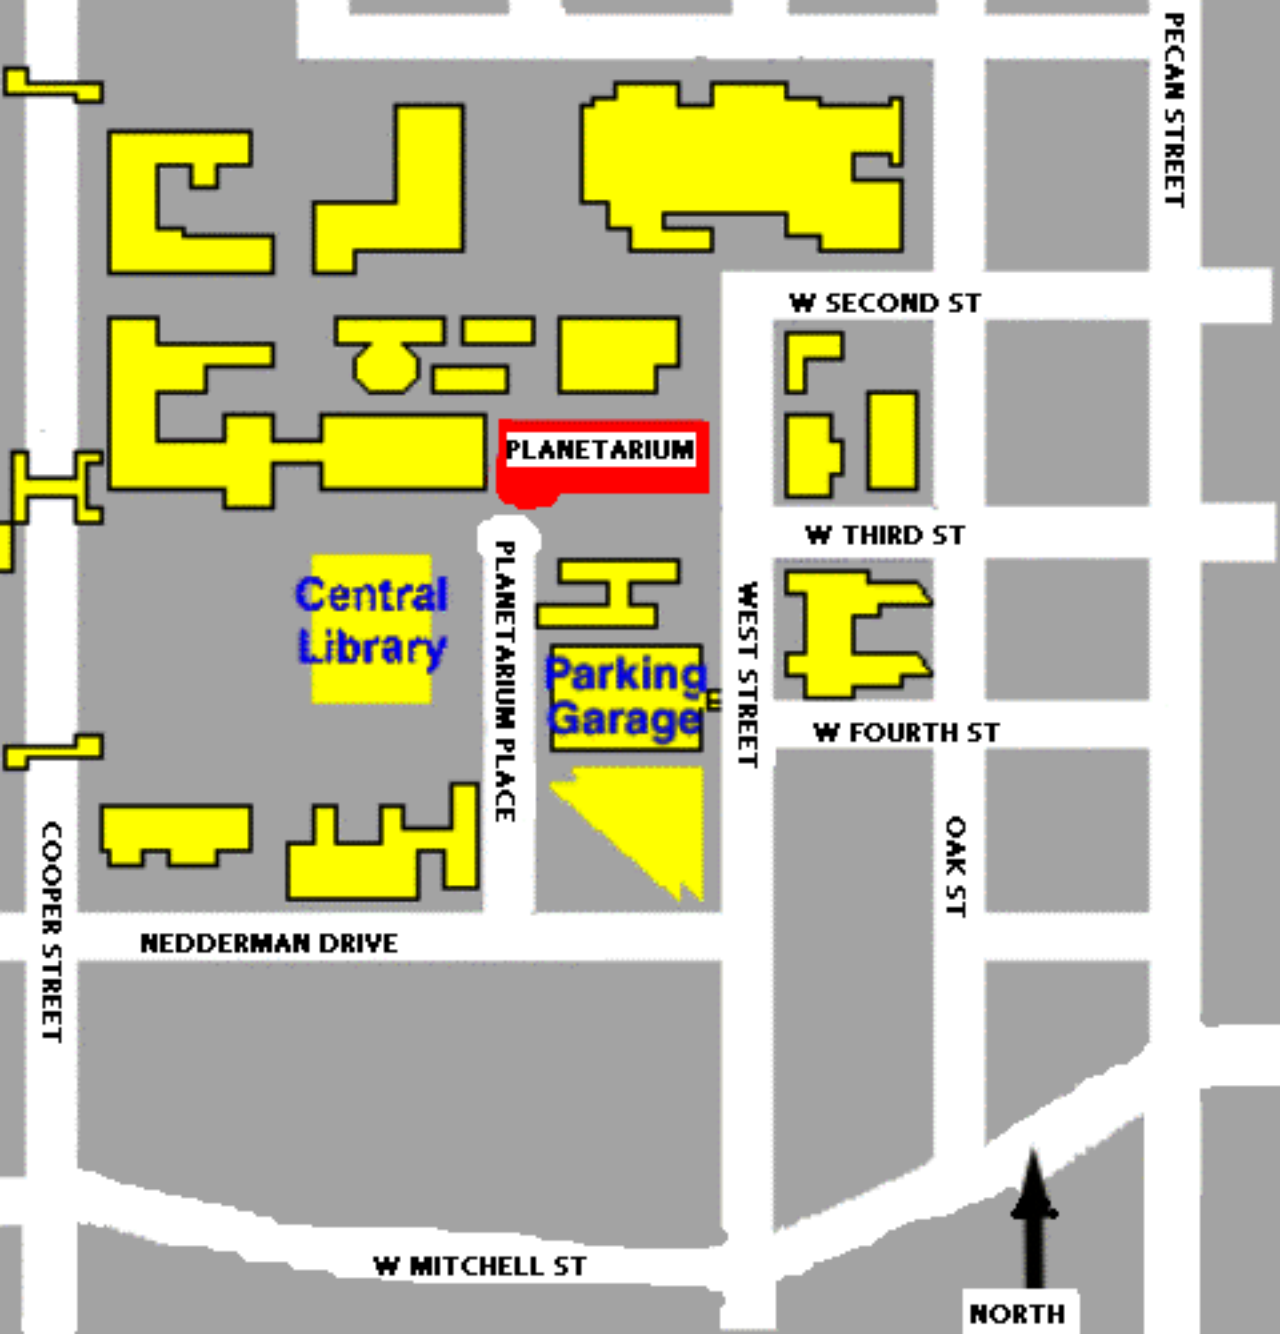 PECAN STREET
W SECOND ST
PLANETARIUM
W THIRD ST
PLANETARIUM PLACE
Central
Library
WEST STREET
Parking
Garage
W FOURTH ST
COOPER STREET
OAK ST
NEDDERMAN DRIVE
W MITCHELL ST
NORTH